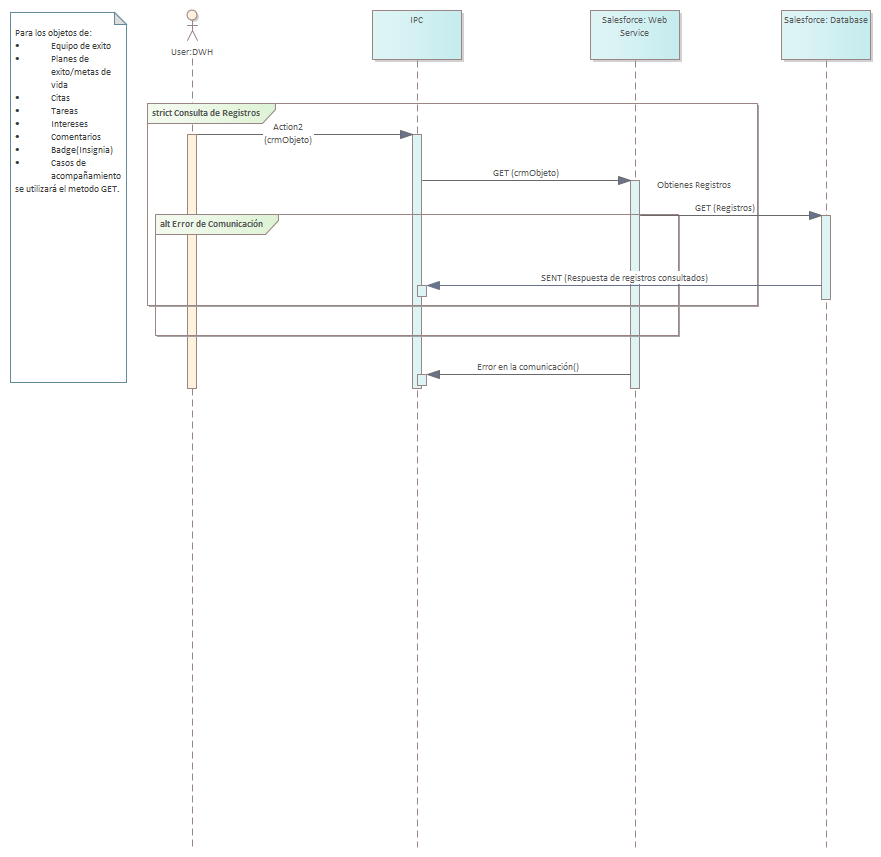 Para los objetos de:
• Equipo de exito
• Planes de
exito/metas de
vida
• Citas
• Tareas
• Intereses
• Comentarios
• Badge(Insignia)
• Casos de
acompañamiento
se utilizará el metodo GET.
User:DWH
IPC
Salesforce: Web
Service
Salesforce: Database
strict Consulta de Registros
Action2
(crmObjeto)
GET (crmObjeto)
Obtienes Registros
GET (Registros)
alt Error de Comunicación
SENT (Respuesta de registros consultados)
Error en la comunicación()